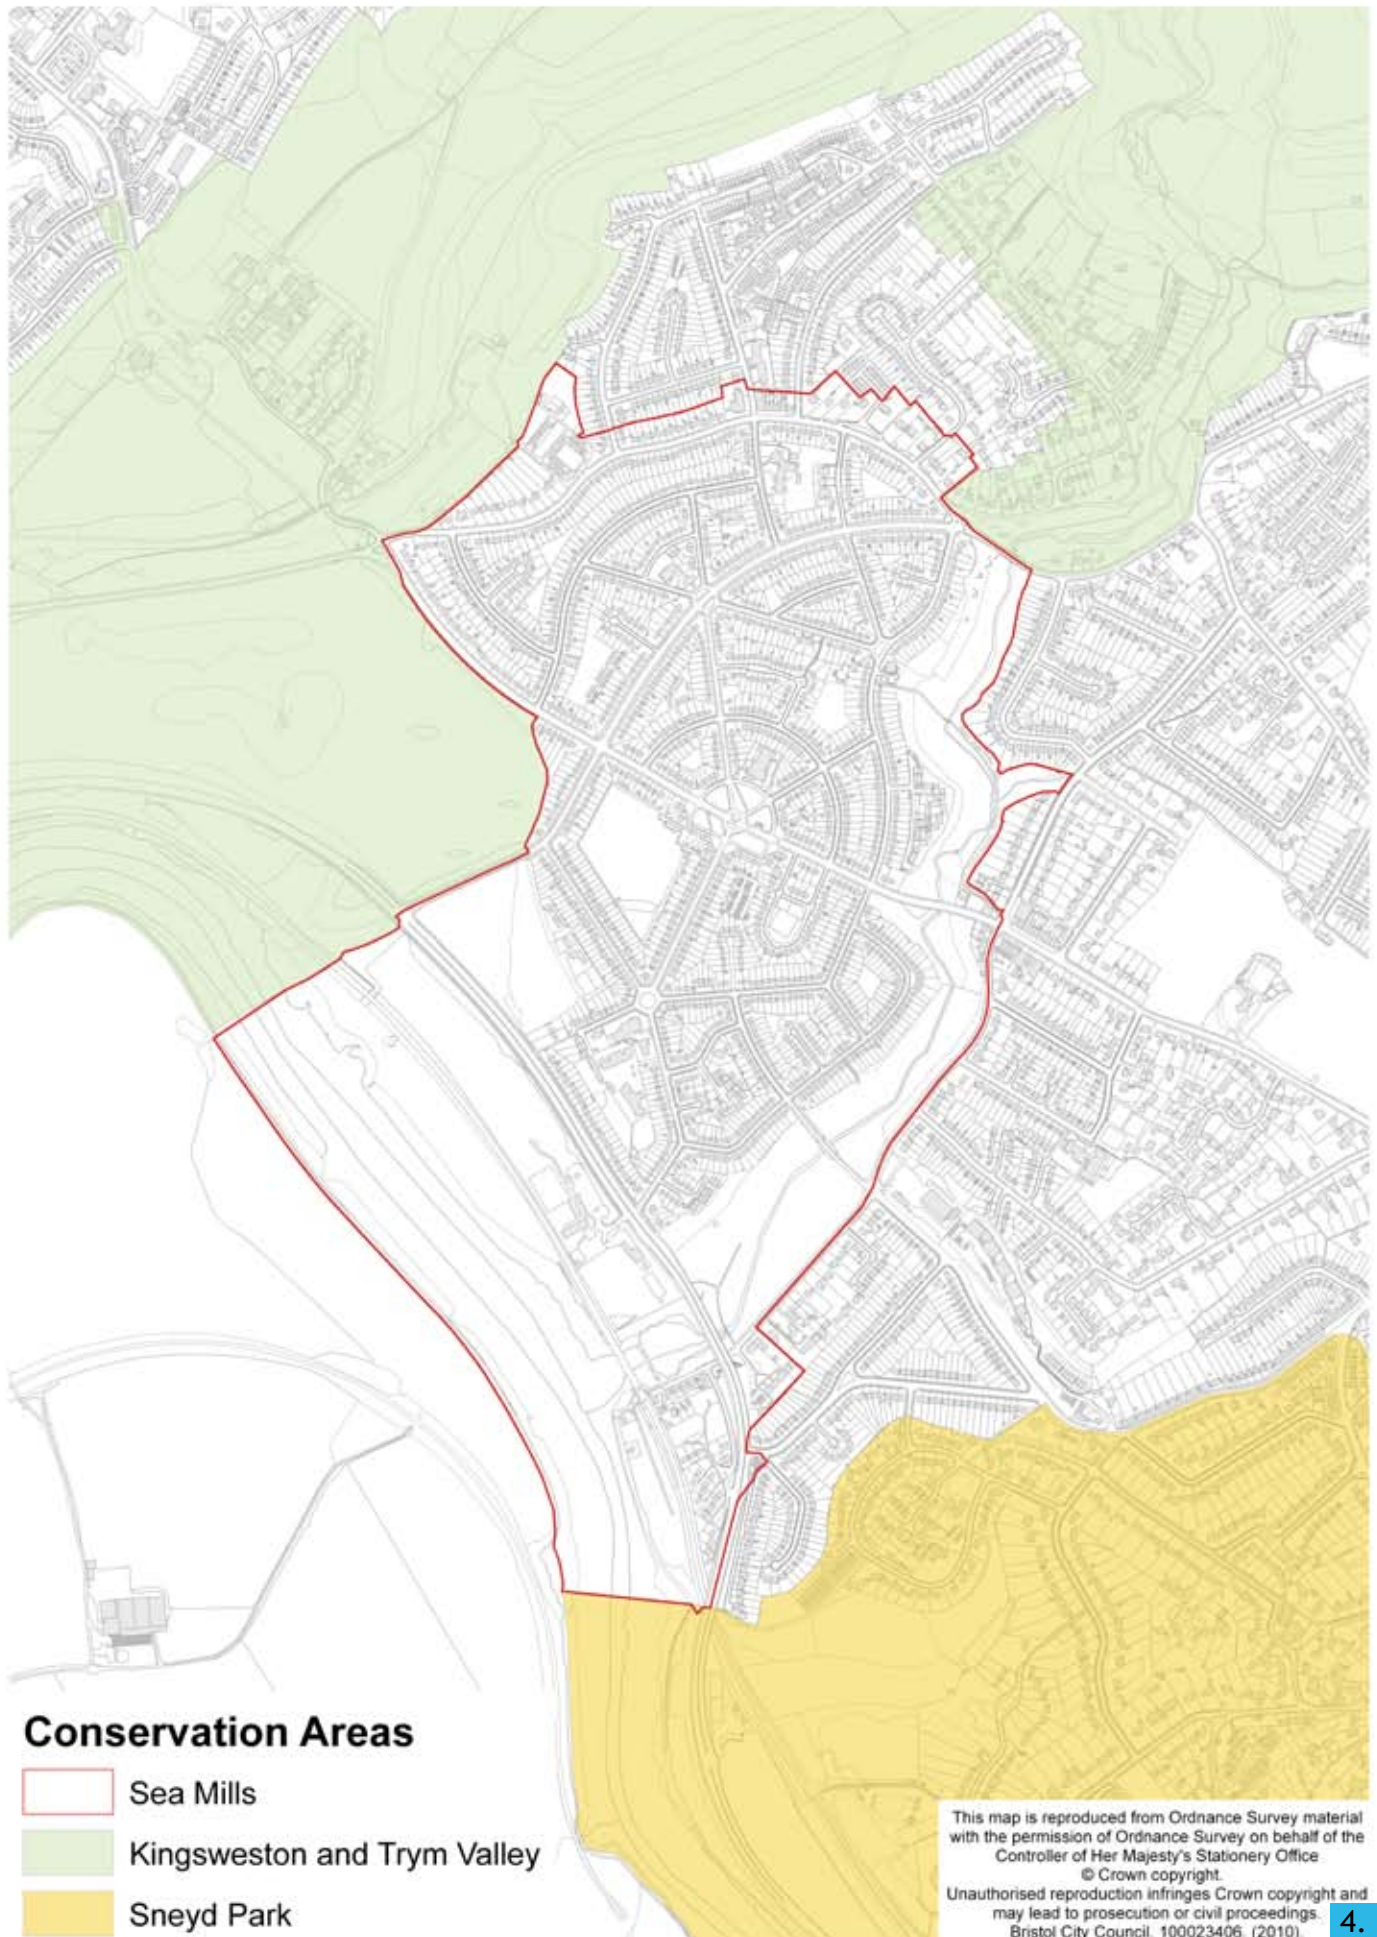 Conservation Areas
Sea Mills
Kingsweston and Trym Valley
Sneyd Park
This map is reproduced from Ordnance Survey material
with the permission of Ordnance Survey on behalf of the
Controller of Her Majesty's Stationery Office
© Crown copyright.
Unauthorised reproduction infringes Crown copyright and
may lead to prosecution or civil proceedings.
Bristol City Council. 100023406. (2010).
4.